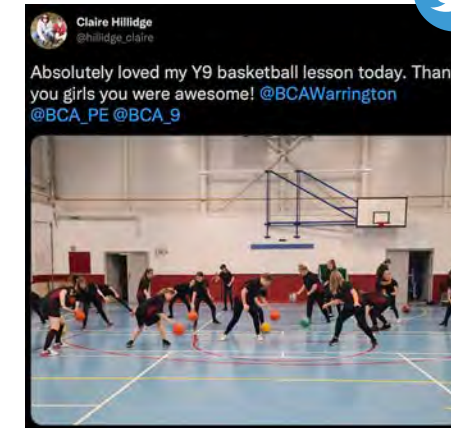 Claire Hillidge
@hillidge_claire
Absolutely loved my Y9 basketball lesson today. Than
you girls you were awesome! @BCAWarrington
@BCA_PE @BCA_9